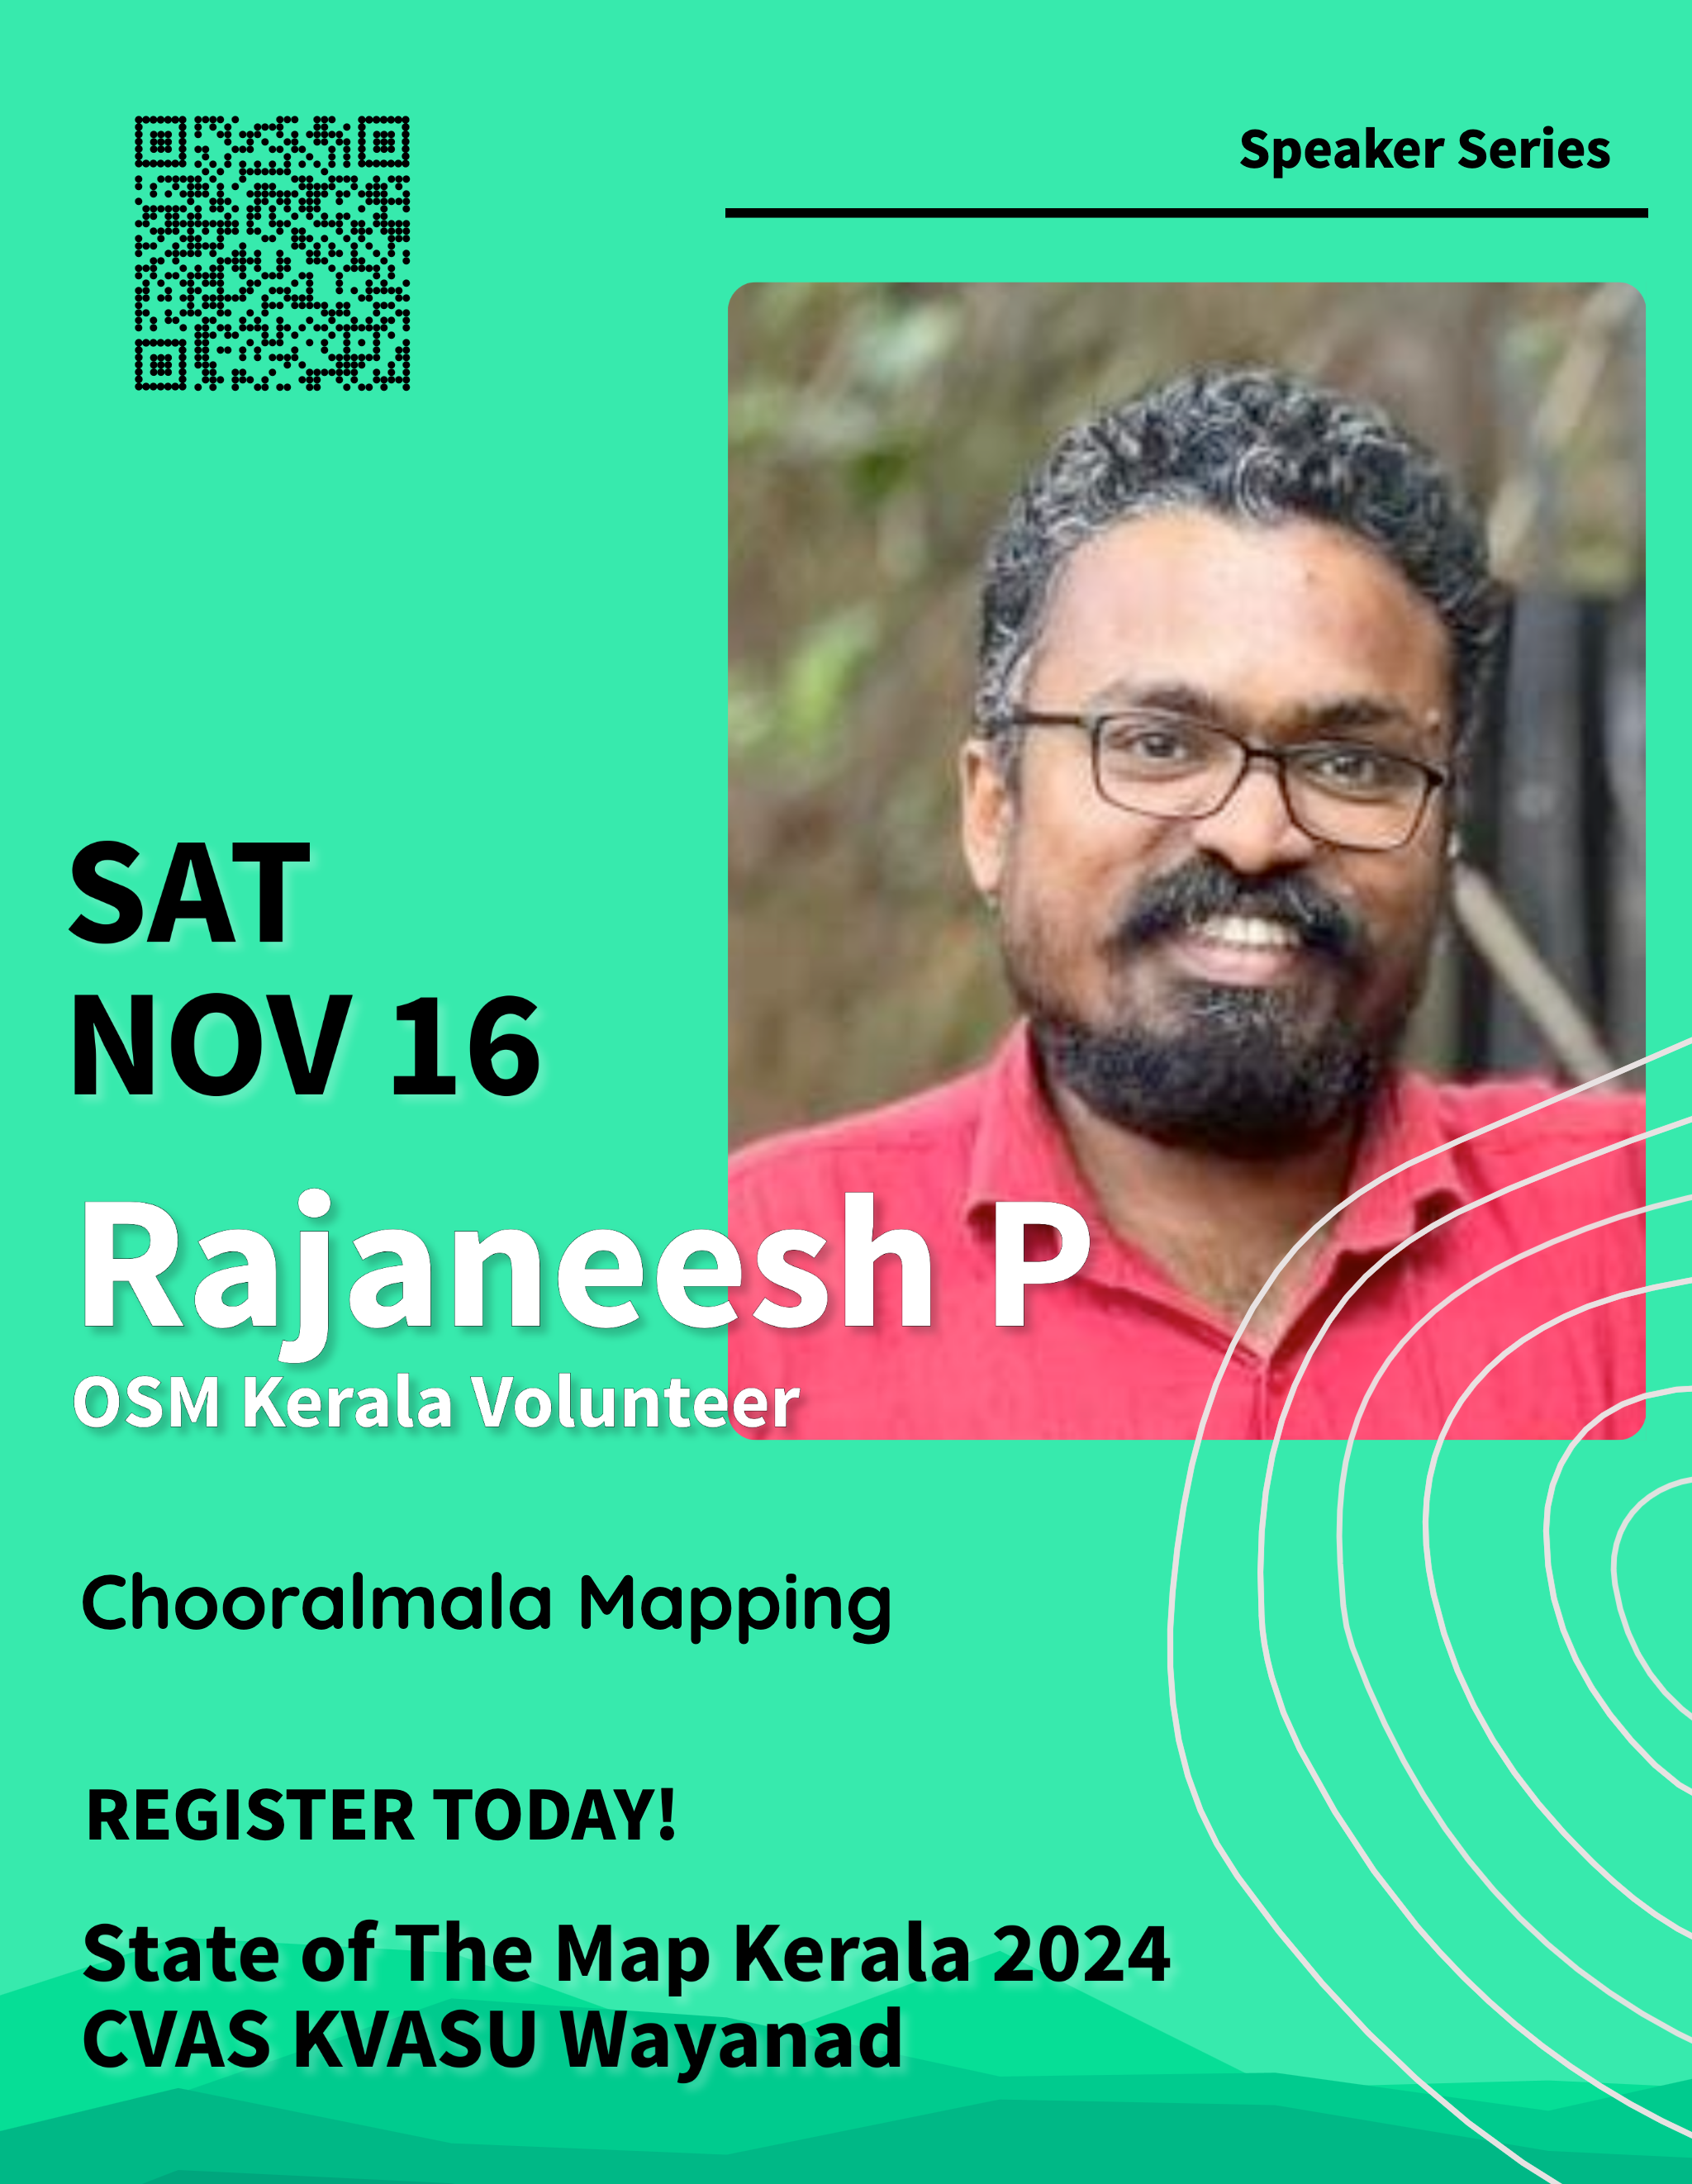 Speaker Series
SAT
NOV 16
Rajaneesh P
OSM Kerala Volunteer
Chooralmala Mapping
REGISTER TODAY!
State of The Map Kerala 2024
CVAS KVASU Wayanad